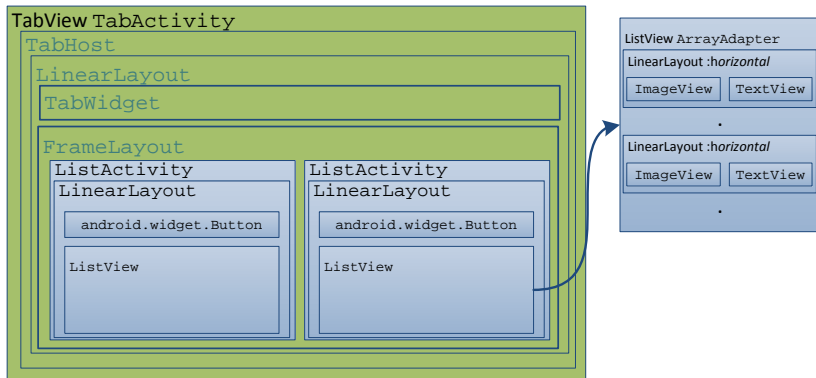 TabView TabActivity
TabHost
LinearLayout
TabWidget
FrameLayout
ListActivity
LinearLayout
android.widget.Button
ListView
ListActivity
LinearLayout
android.widget.Button
ListView
ListView ArrayAdapter
LinearLayout :horizontal
ImageView TextView
.
LinearLayout :horizontal
ImageView TextView
.